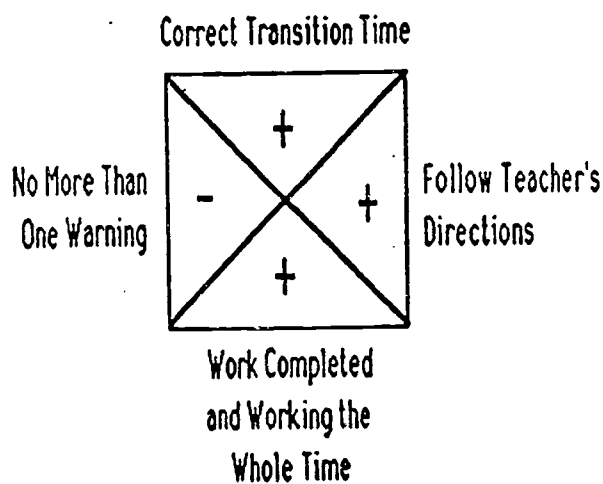 Correct Transition Time
+
No More Than
One Warning
-
+
Follow Teacher's
Directions
+
Work Completed
and Working the
Whole Time